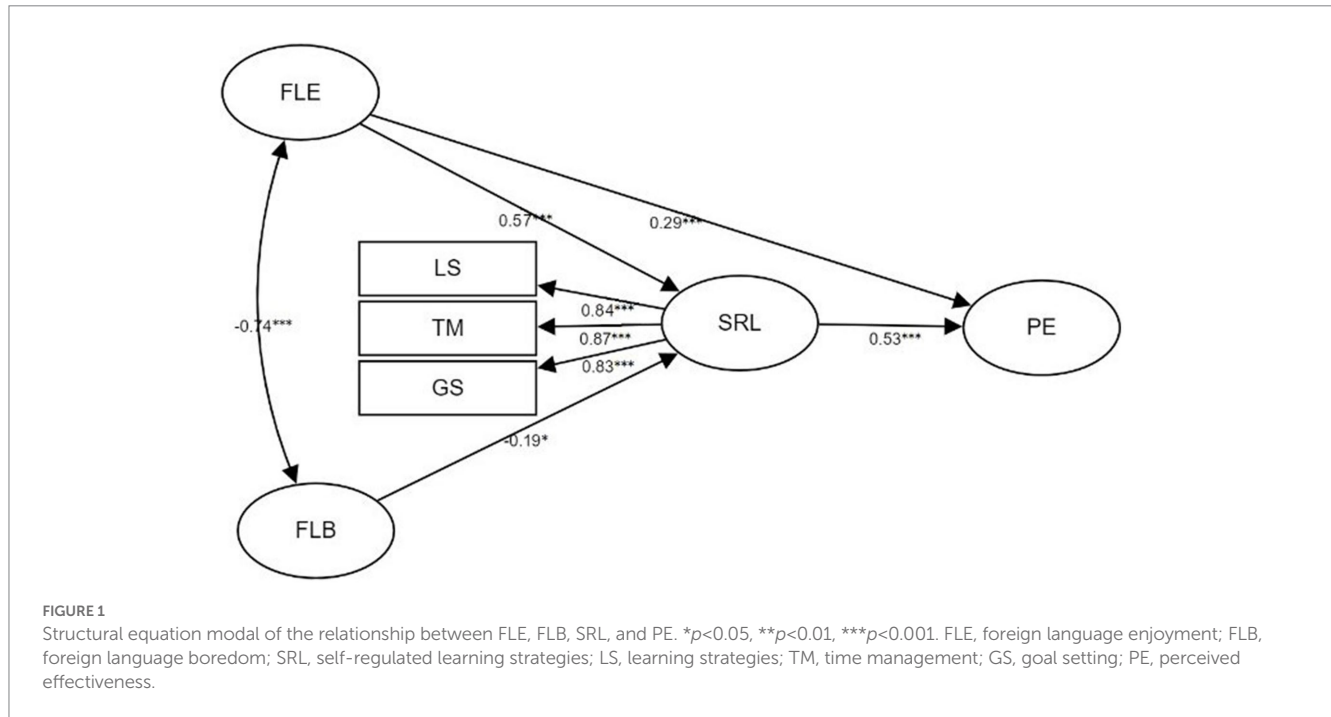 FLE
0.57***
0.29***
LS
0.84***
TM
SRL
PE
-0.74***
0.87***
0.53***
0.83***
GS
-0.19*
FLB
FIGURE 1
Structural equation modal of the relationship between FLE, FLB, SRL, and PE. *p<0.05, **p<0.01, ***p<0.001. FLE, foreign language enjoyment; FLB,
foreign language boredom; SRL, self-regulated learning strategies; LS, learning strategies; TM, time management; GS, goal setting; PE, perceived
effectiveness.